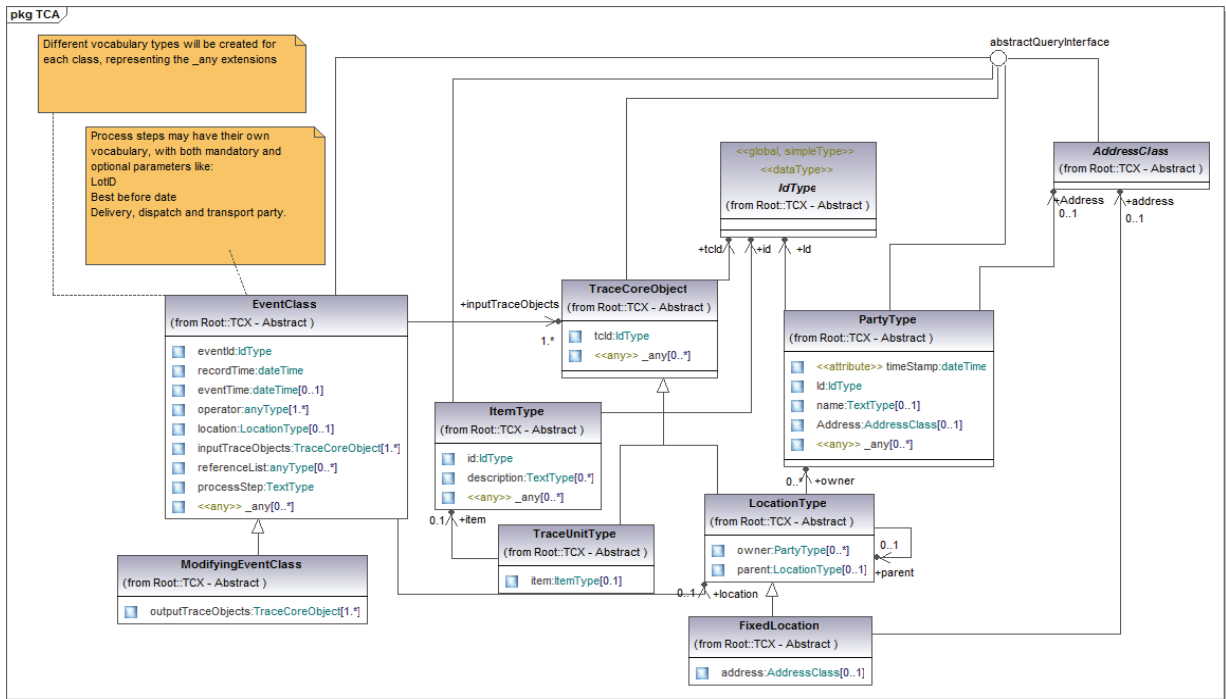 pkg TCA
Different vocabulary types will be created for
each class, representing the _any extensions
abstractQueryInterface
Process steps may have their own
vocabulary, with both mandatory and
optional parameters like:
LotID
Best before date
Delivery, dispatch and transport party.
<<global, simpleType>>
<<dataType>>
IdType
(from Root::TCX - Abstract )
AddressClass
(from Root::TCX - Abstract )
+Address
0..1
+address
0..1
+tcId
+id
+Id
EventClass
(from Root::TCX - Abstract )
eventId:IdType
recordTime:dateTime
eventTime:dateTime[0..1]
operator:anyType[1.*]
location:LocationType[0..1]
inputTraceObjects:TraceCoreObject[1.*]
referenceList:anyType[0..*]
processStep:TextType
<<any>> _any[0..*]
+inputTraceObjects
1.*
TraceCoreObject
(from Root::TCX - Abstract )
tcId:IdType
<<any>> _any[0..*]
PartyType
(from Root::TCX - Abstract )
<<attribute>> timeStamp:dateTime
Id:IdType
name:TextType[0..1]
Address:AddressClass[0..1]
<<any>> _any[0..*]
ItemType
(from Root::TCX - Abstract )
id:IdType
description:TextType[0.*]
<<any>> _any[0..*]
0.1
+item
0..*
+owner
LocationType
(from Root::TCX - Abstract )
owner:PartyType[0..*]
parent:LocationType[0..1]
0..1
+parent
TraceUnitType
(from Root::TCX - Abstract )
item:ItemType[0.1]
0..1
+location
ModifyingEventClass
(from Root::TCX - Abstract )
outputTraceObjects:TraceCoreObject[1.*]
FixedLocation
(from Root::TCX - Abstract )
address:AddressClass[0..1]